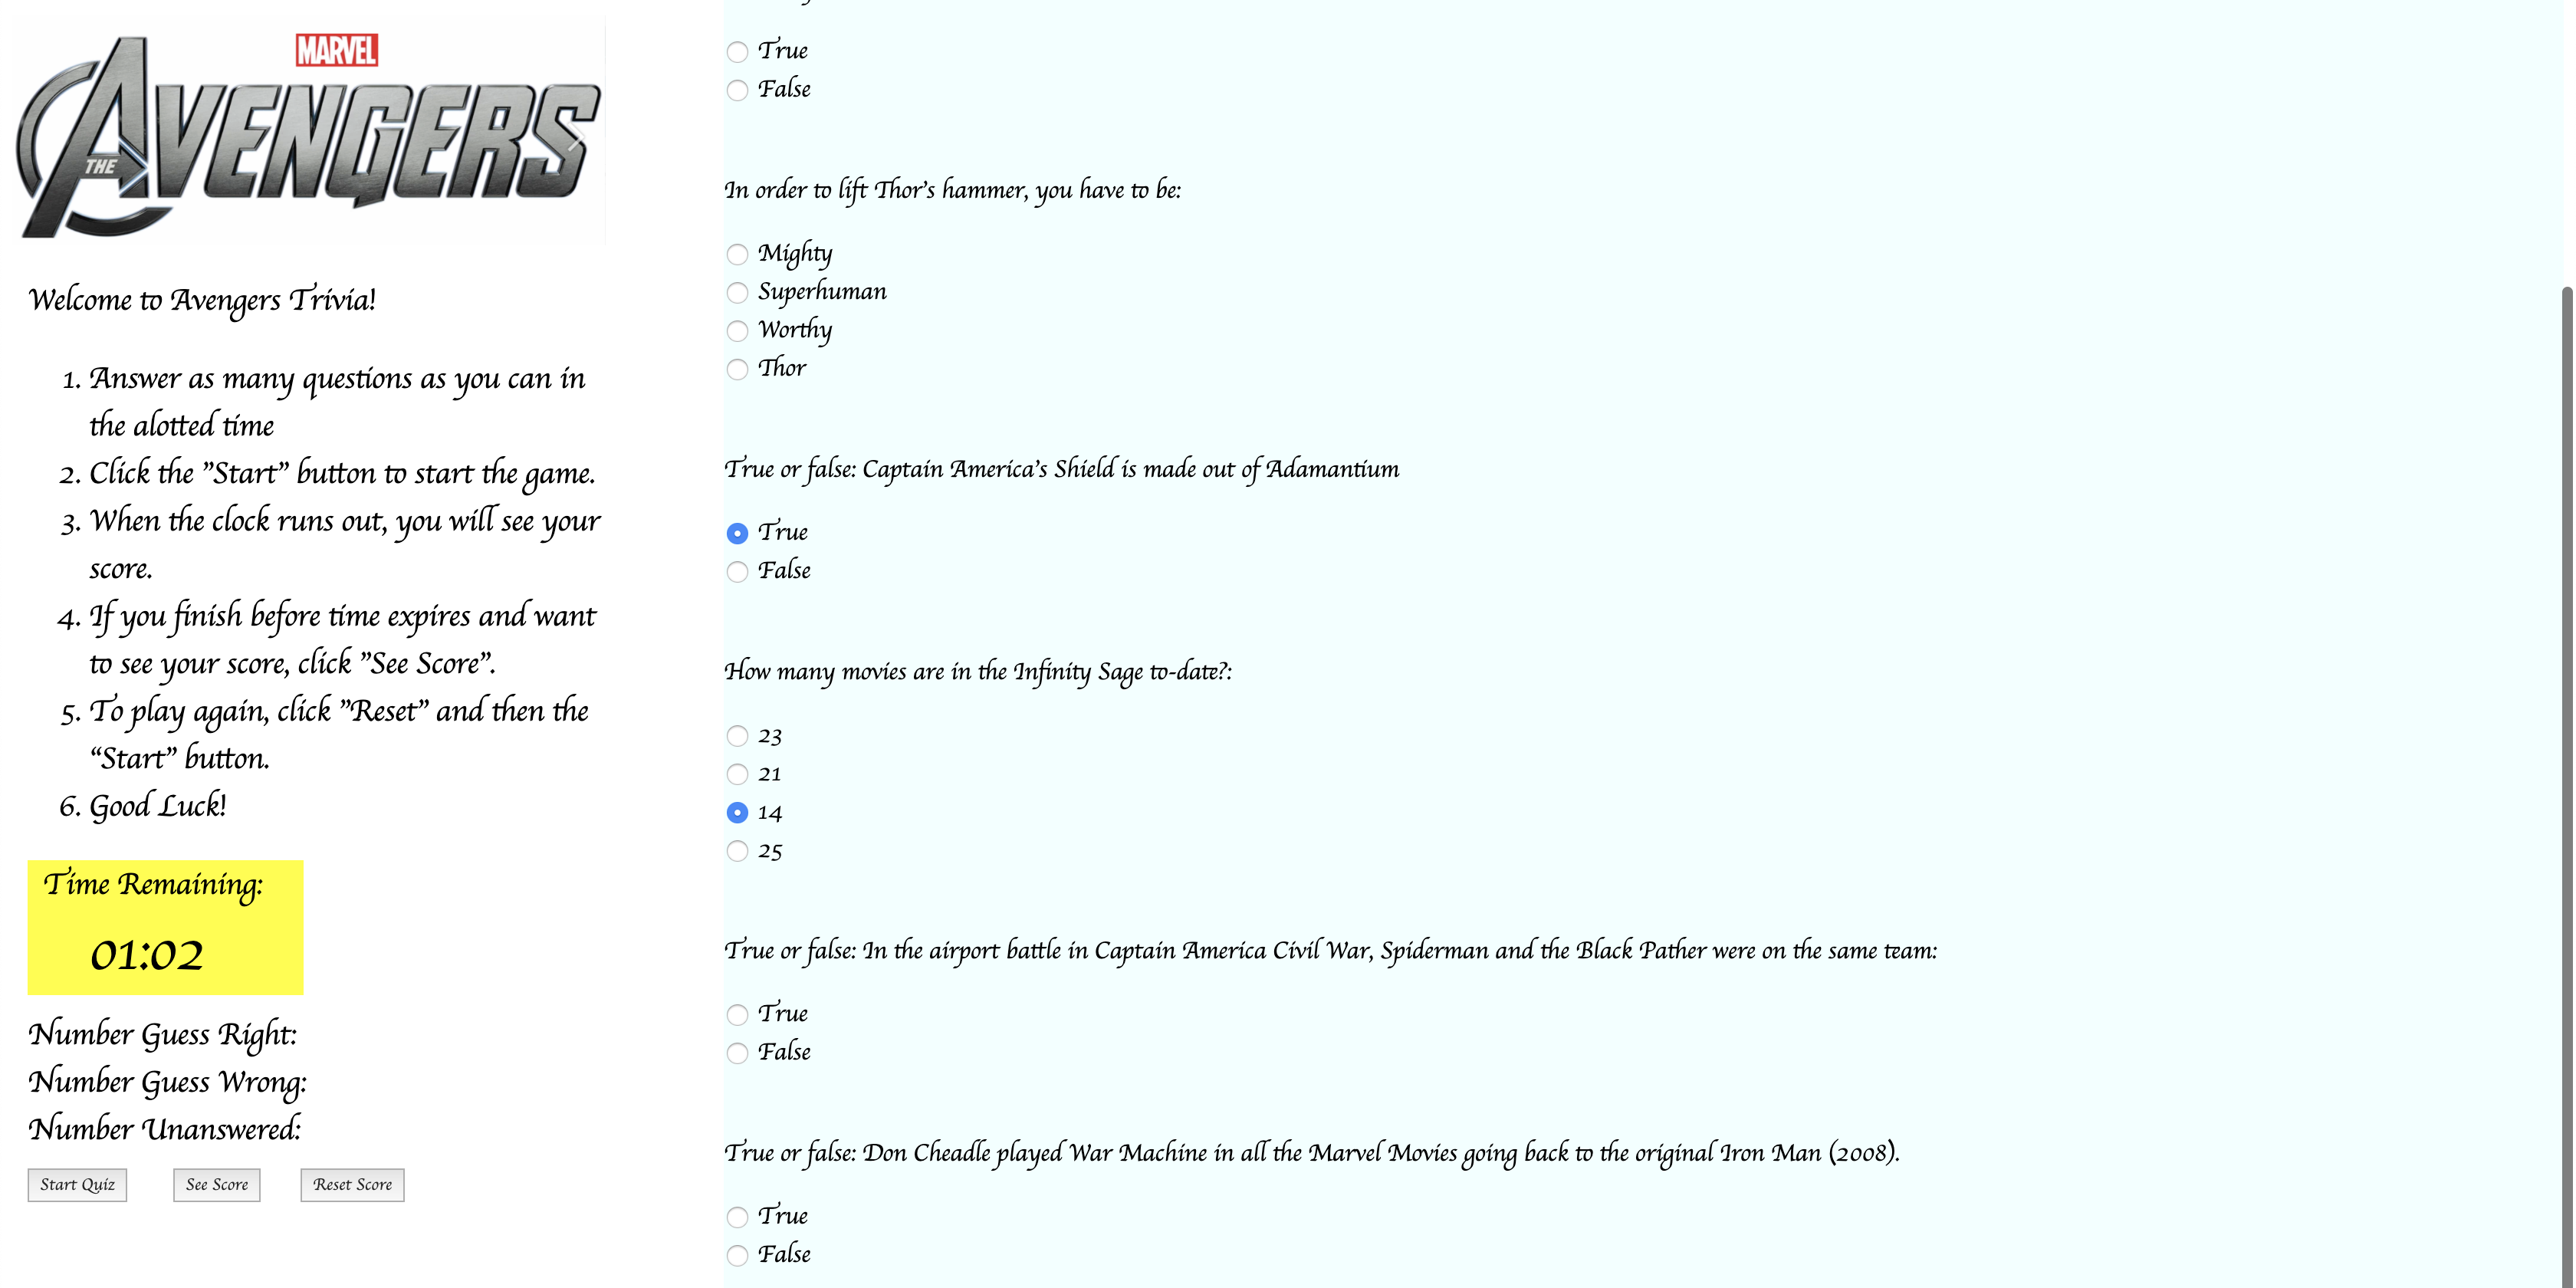 MARVEL
THE AVENGERS
Welcome to Avengers Trivia!
1. Answer as many questions as you can in
the alotted time
2. Click the "Start" button to start the game.
3. When the clock runs out, you will see your
score.
4. If you finish before time expires and want
to see your score, click "See Score".
5. To play again, click "Reset" and then the
“Start” button.
6. Good Luck!
Time Remaining:
01:02
Number Guess Right:
Number Guess Wrong:
Number Unanswered:
Start Quiz See Score Reset Score
True
False
In order to lift Thor's hammer, you have to be:
Mighty
Superhuman
Worthy
Thor
True or false: Captain America's Shield is made out of Adamantium
True
False
How many movies are in the Infinity Sage to-date?:
23
21
14
25
True or false: In the airport battle in Captain America Civil War, Spiderman and the Black Pather were on the same team:
True
False
True or false: Don Cheadle played War Machine in all the Marvel Movies going back to the original Iron Man (2008).
True
False